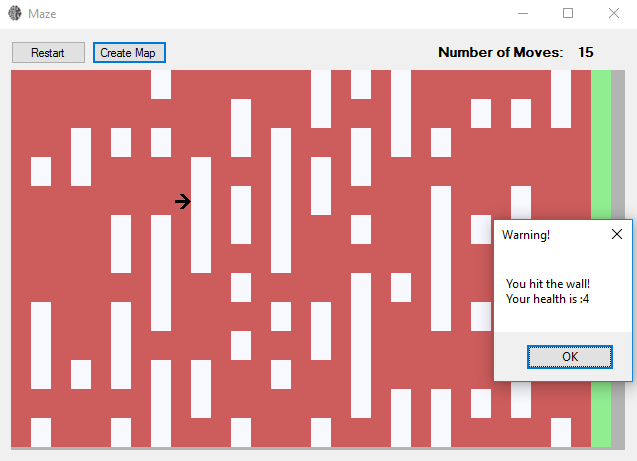 Maze
Restart
Create Map
Number of Moves: 15
Warning!
You hit the wall!
Your health is :4
OK